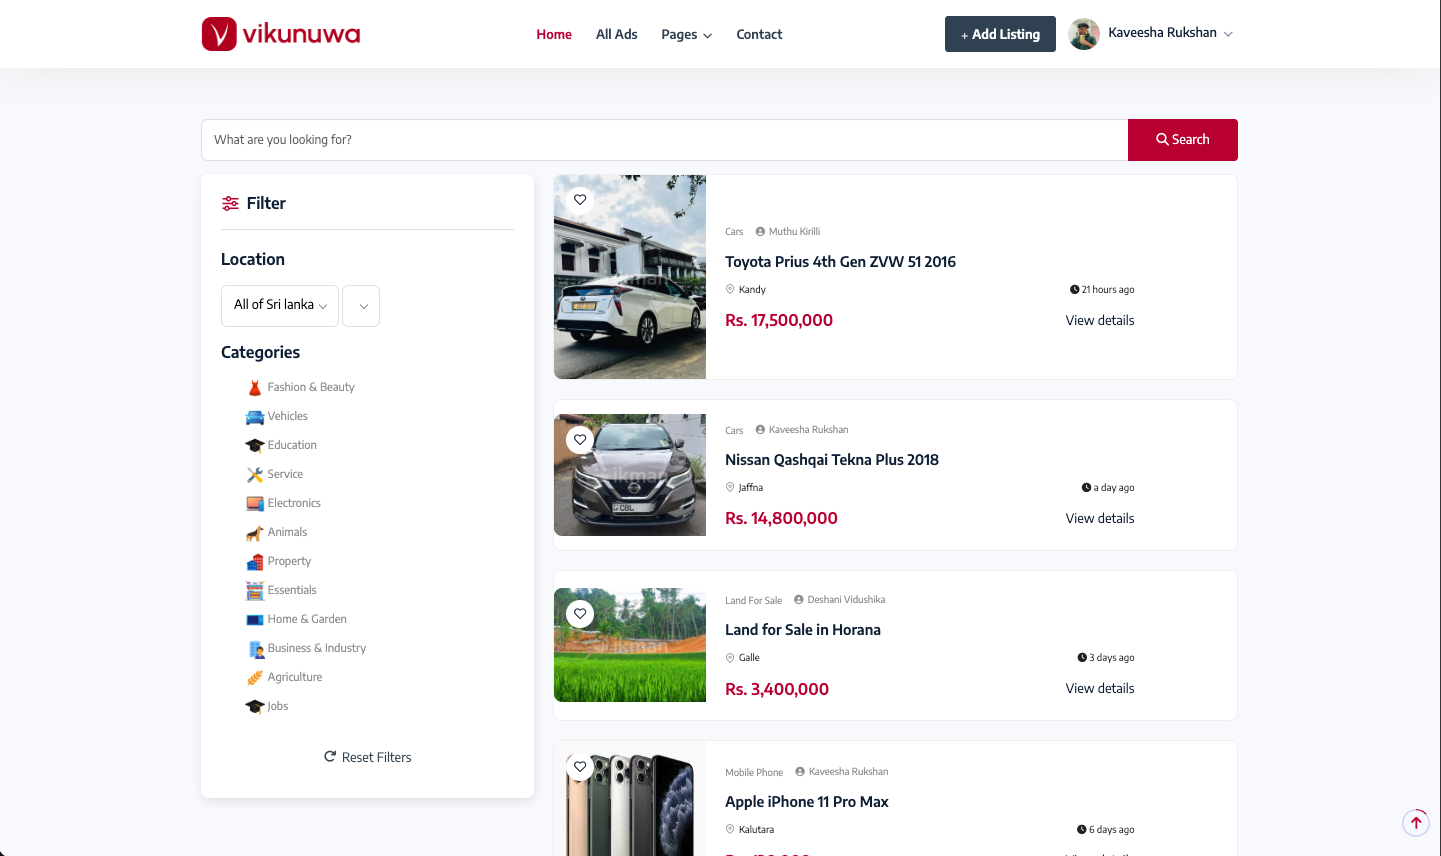 vikunuwa
Home
All Ads
Pages
Contact
+ Add Listing
Kaveesha Rukshan
What are you looking for?
Search
Filter
Location
All of Sri lanka
Categories
Fashion & Beauty
Vehicles
Education
Service
Electronics
Animals
Property
Essentials
Home & Garden
Business & Industry
Agriculture
Jobs
Reset Filters
Cars Muthu Kirilli
Toyota Prius 4th Gen ZVW 51 2016
Kandy 21 hours ago
Rs. 17,500,000 View details
ikman
Cars Kaveesha Rukshan
Nissan Qashqai Tekna Plus 2018
Jaffna a day ago
Rs. 14,800,000 View details
ikman
CBL
Land For Sale Deshani Vidushika
Land for Sale in Horana
Galle 3 days ago
Rs. 3,400,000 View details
ikman
Mobile Phone Kaveesha Rukshan
Apple iPhone 11 Pro Max
Kalutara 6 days ago